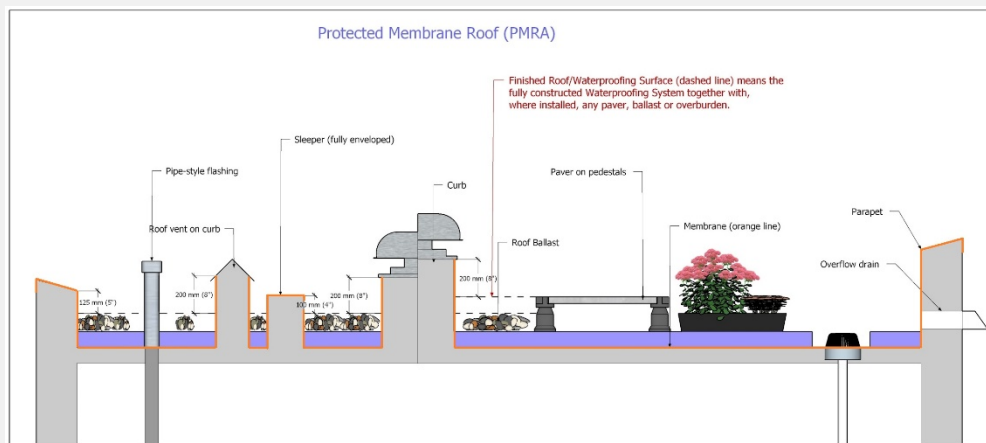 Protected Membrane Roof (PMRA)
Finished Roof/Waterproofing Surface (dashed line) means the
fully constructed Waterproofing System together with,
where installed, any paver, ballast or overburden.
Sleeper (fully enveloped)
Pipe-style flashing
Paver on pedestals
Curb
Parapet
Roof vent on curb
Membrane (orange line)
Roof Ballast
Overflow drain
200 mm (8")
125 mm (5")
200 mm (8")
100 mm (4")
200 mm (8")